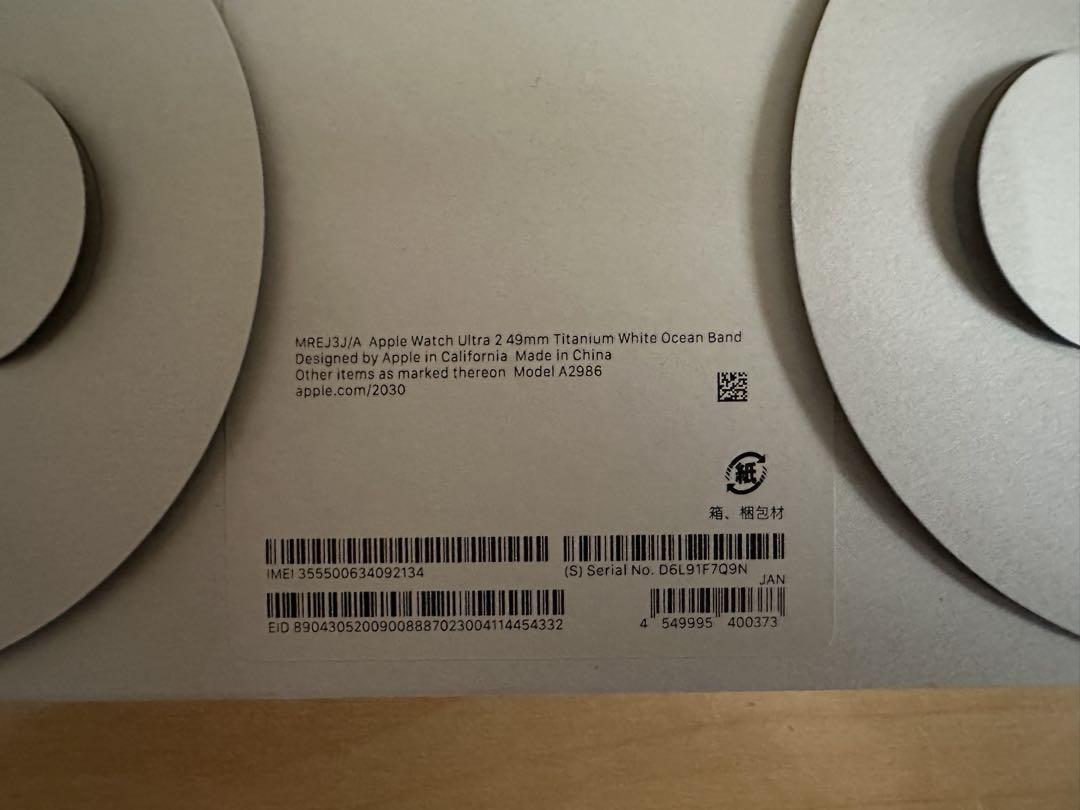 MREJ3J/A Apple Watch Ultra 2 49mm Titanium White Ocean Band
Designed by Apple in California Made in China
Other items as marked thereon Model A2986
apple.com/2030
紙
箱、梱包材
IMEI 355500634092134
(S) Serial No. D6L91F7Q9N
JAN
EID 89043052009008887023004114454332
4 549995 400373